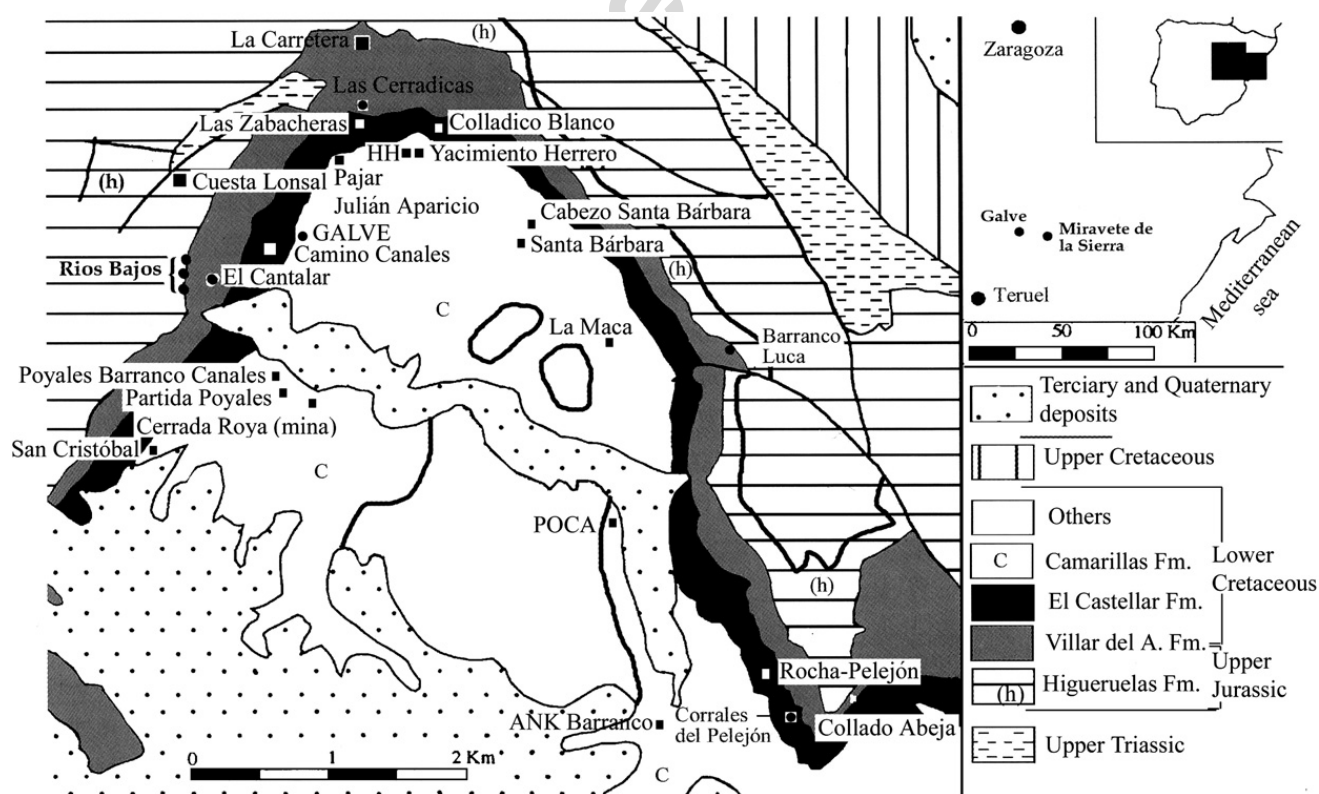 La Carretera
(h)
Las Cerradicas
Las Zabacheras
Colladico Blanco
HH
Yacimiento Herrero
(h)
Cuesta Lonsal
Pajar
Julián Aparicio
Cabezo Santa Bárbara
GALVE
Santa Bárbara
Camino Canales
Rios Bajos
El Cantalar
(h)
C
La Maca
Barranco
Luca
Poyales Barranco Canales
Partida Poyales
Cerrada Roya (mina)
San Cristóbal
C
POCA
(h)
Rocha-Pelejón
AÑK Barranco
Corrales
del Pelejón
Collado Abeja
0 1 2 Km
C
Zaragoza
Galve
Miravete de
la Sierra
Teruel
Mediterranean
sea
0 50 100 Km
Terciary and Quaternary
deposits
Upper Cretaceous
Others
C Camarillas Fm.
Lower
Cretaceous
El Castellar Fm.
Villar del A. Fm.
Upper
Jurassic
(h) Higueruelas Fm.
Upper Triassic